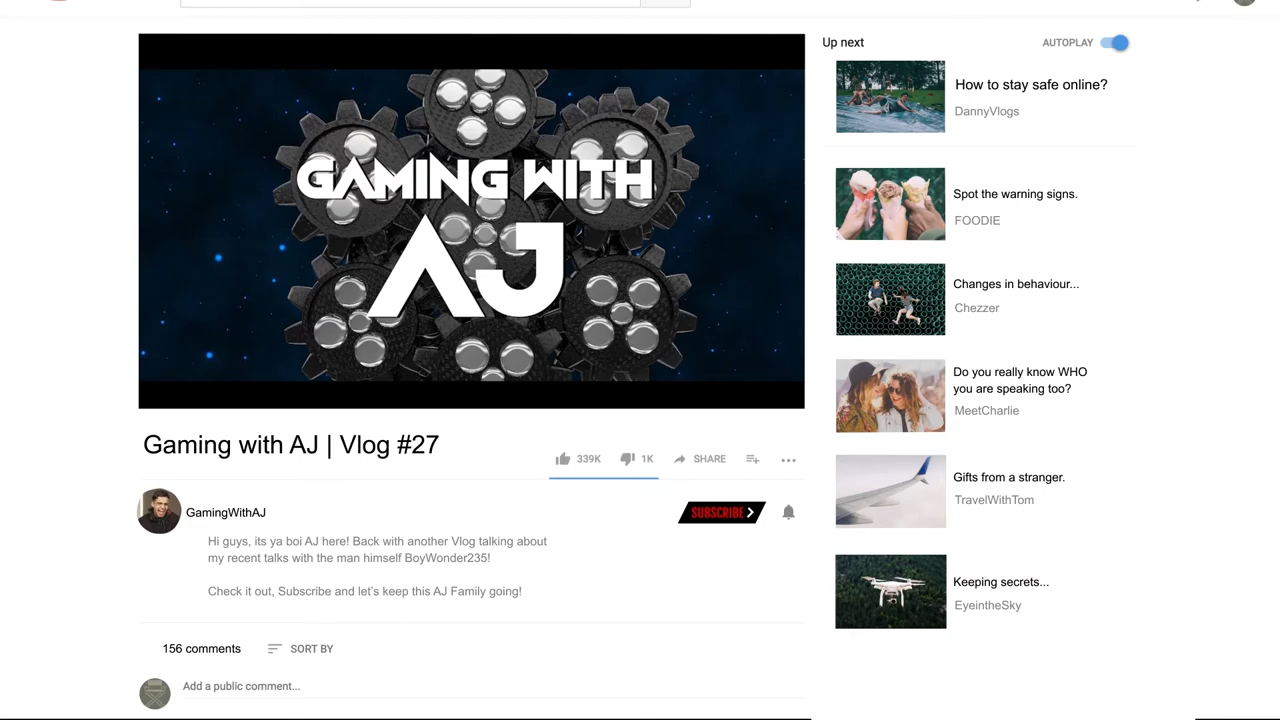 GAMING WITH
AJ
Gaming with AJ | Vlog #27
339K
1K
SHARE
GamingWithAJ
SUBSCRIBE
Hi guys, its ya boi AJ here! Back with another Vlog talking about
my recent talks with the man himself BoyWonder235!
Check it out, Subscribe and let's keep this AJ Family going!
156 comments
SORT BY
Add a public comment...
Up next
AUTOPLAY
How to stay safe online?
DannyVlogs
Spot the warning signs.
FOODIE
Changes in behaviour...
Chezzer
Do you really know WHO
you are speaking too?
MeetCharlie
Gifts from a stranger.
TravelWithTom
Keeping secrets...
EyeintheSky